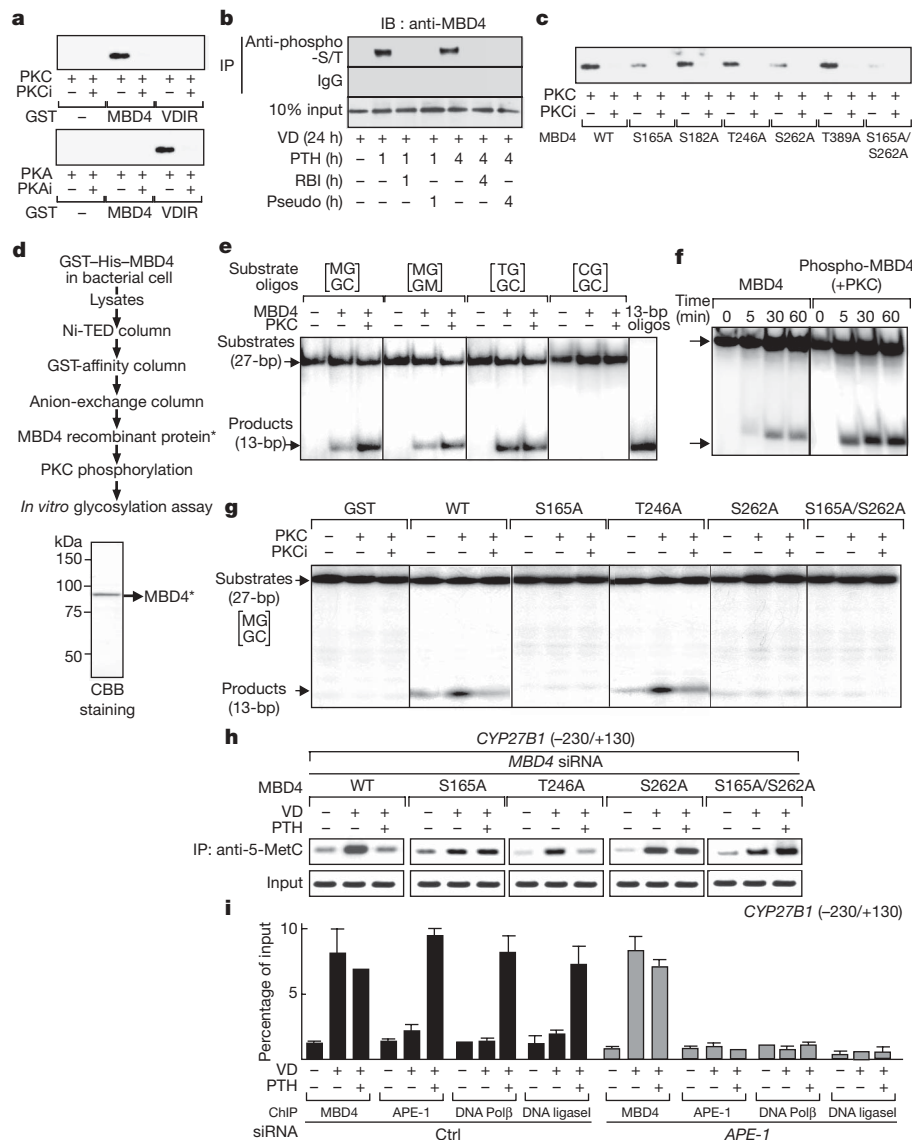 a
PKC + + + + + +
PKCi – + – + – +
GST – MBD4 VDIR
PKA + + + + + +
PKAi – + – + – +
GST – MBD4 VDIR
b
IB : anti-MBD4
IP
Anti-phospho
-S/T
IgG
10% input
VD (24 h) + + + + + + +
PTH (h) – 1 1 1 4 4 4
RBI (h) – – 1 – – 4 –
Pseudo (h) – – – 1 – – 4
c
PKC + + + + + + + + + + + + + +
PKCi – + – + – + – + – + – + – +
MBD4 WT S165A S182A T246A S262A T389A S165A/
S262A
d
GST–His–MBD4
in bacterial cell
Lysates
Ni-TED column
GST-affinity column
Anion-exchange column
MBD4 recombinant protein*
PKC phosphorylation
In vitro glycosylation assay
kDa
150
100
75
50
MBD4*
CBB
staining
e
Substrate
oligos
MG
GC
MG
GM
TG
GC
CG
GC
MBD4 – + + – + + – + + – + +
PKC – – + – – + – – + – – +
13-bp
oligos
Substrates
(27-bp)
Products
(13-bp)
f
MBD4
Phospho-MBD4
(+PKC)
Time
(min)
0 5 30 60 0 5 30 60
g
GST WT S165A T246A S262A S165A/S262A
PKC – + + – + + – + + – + + – + + – + +
PKCi – – + – – + – – + – – + – – + – – +
Substrates
(27-bp)
MG
GC
Products
(13-bp)
h
CYP27B1 (–230/+130)
MBD4 siRNA
MBD4 WT S165A T246A S262A S165A/S262A
VD – + + – + + – + + – + + – + +
PTH – – + – – + – – + – – + – – +
IP: anti-5-MetC
Input
i
CYP27B1 (–230/+130)
Percentage of input
10
5
VD – + + – + + – + + – + + – + + – + + – + + – + +
PTH – – + – – + – – + – – + – – + – – + – – + – – +
ChIP MBD4 APE-1 DNA Polβ DNA ligaseI MBD4 APE-1 DNA Polβ DNA ligaseI
siRNA Ctrl APE-1